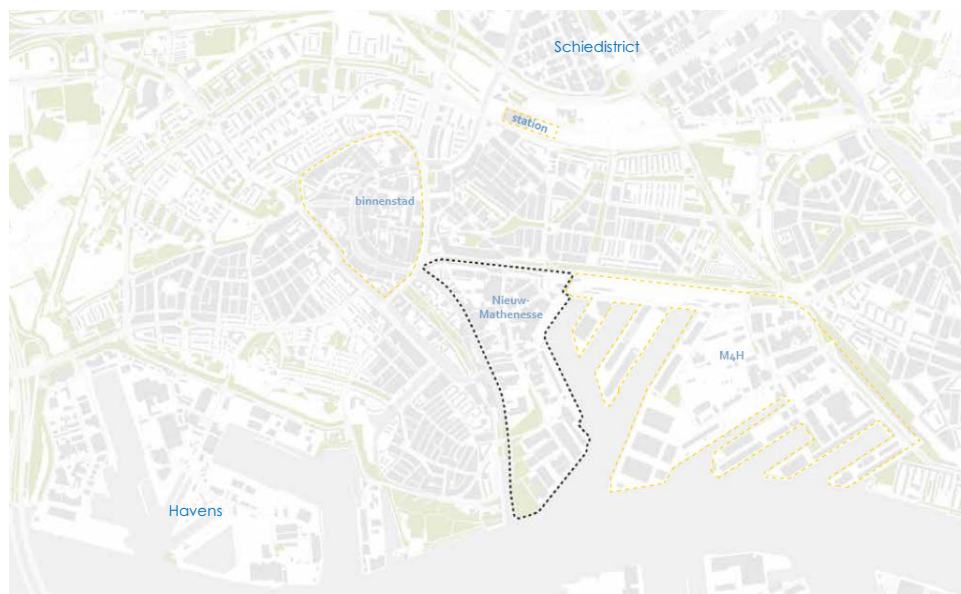 Schiedistrict
station
binnenstad
Nieuw-
Mathenesse
M4H
Havens